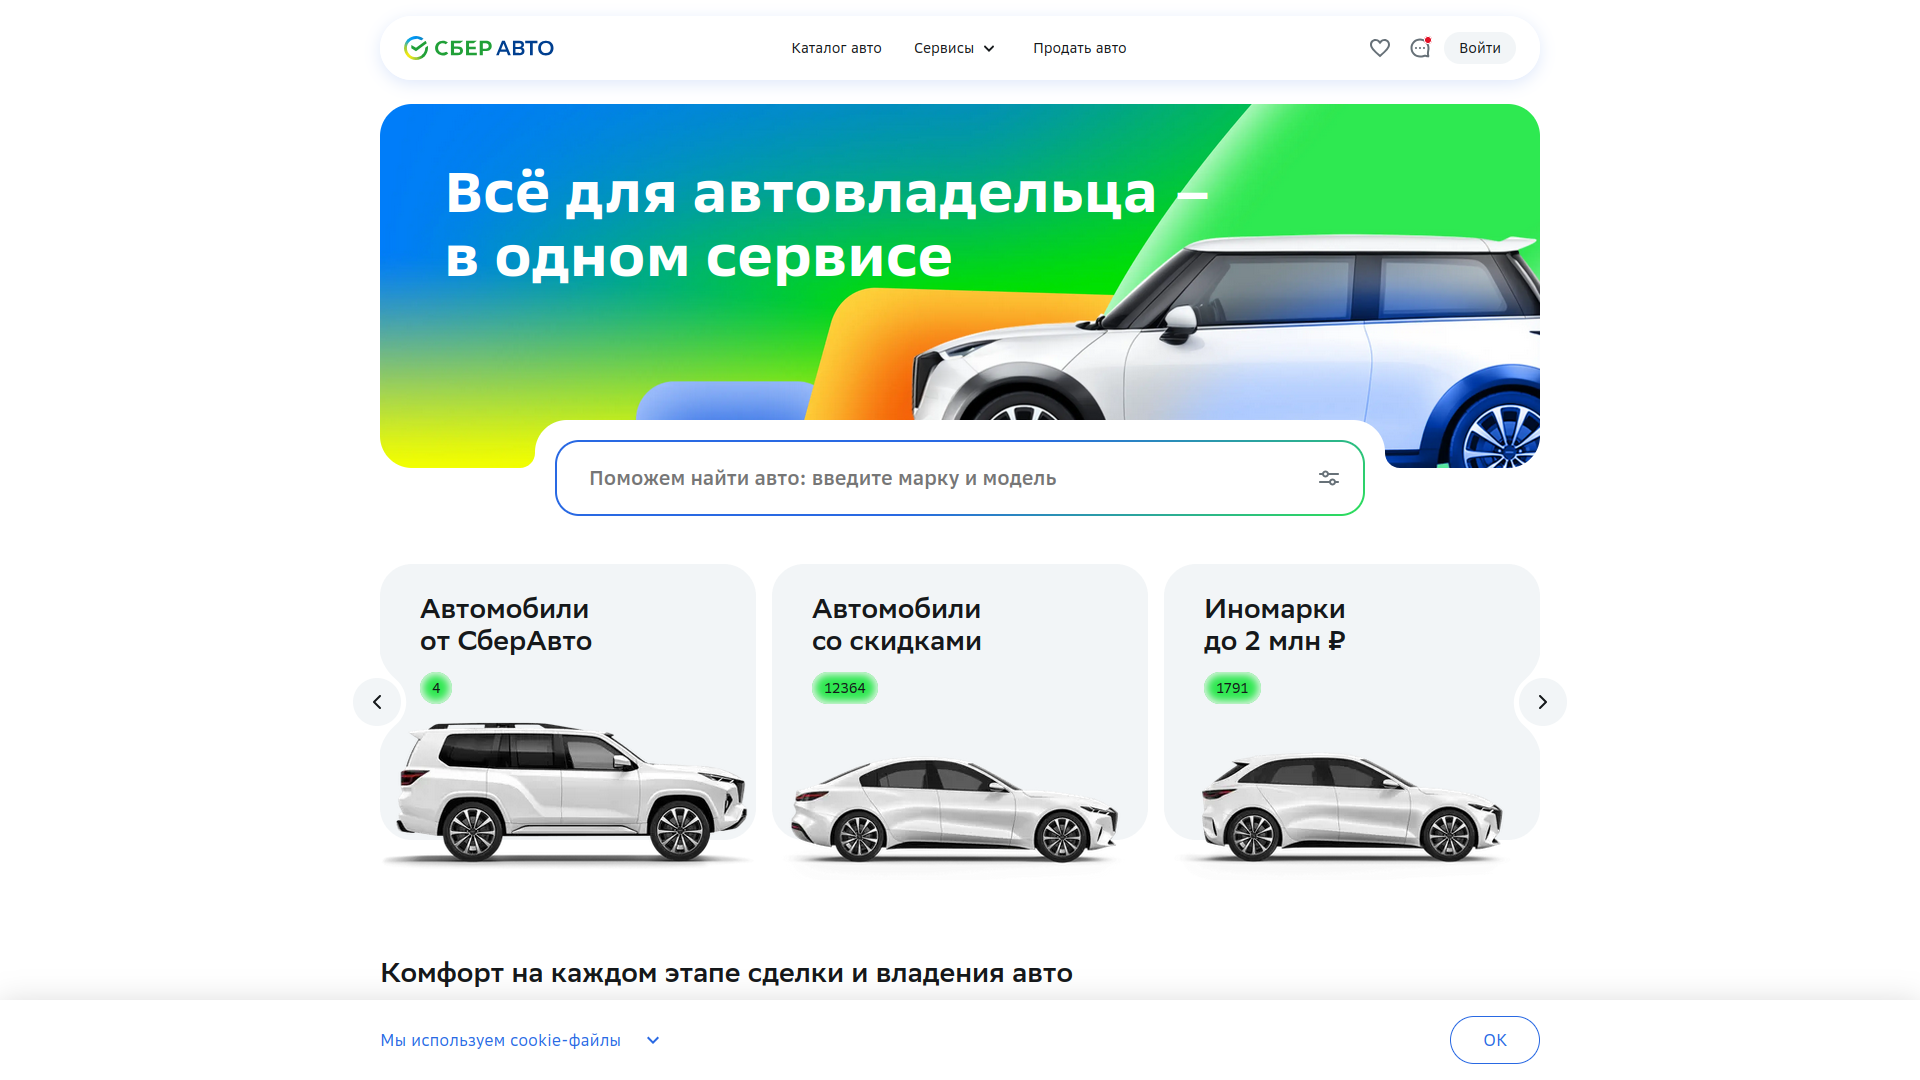 СБЕР АВТО
Каталог авто
Сервисы
Продать авто
Войти
Всё для автовладельца –
в одном сервисе
Поможем найти авто: введите марку и модель
Автомобили
от СберАвто
4
Автомобили
со скидками
12364
Иномарки
до 2 млн ₽
1791
Комфорт на каждом этапе сделки и владения авто
Мы используем cookie-файлы
OK